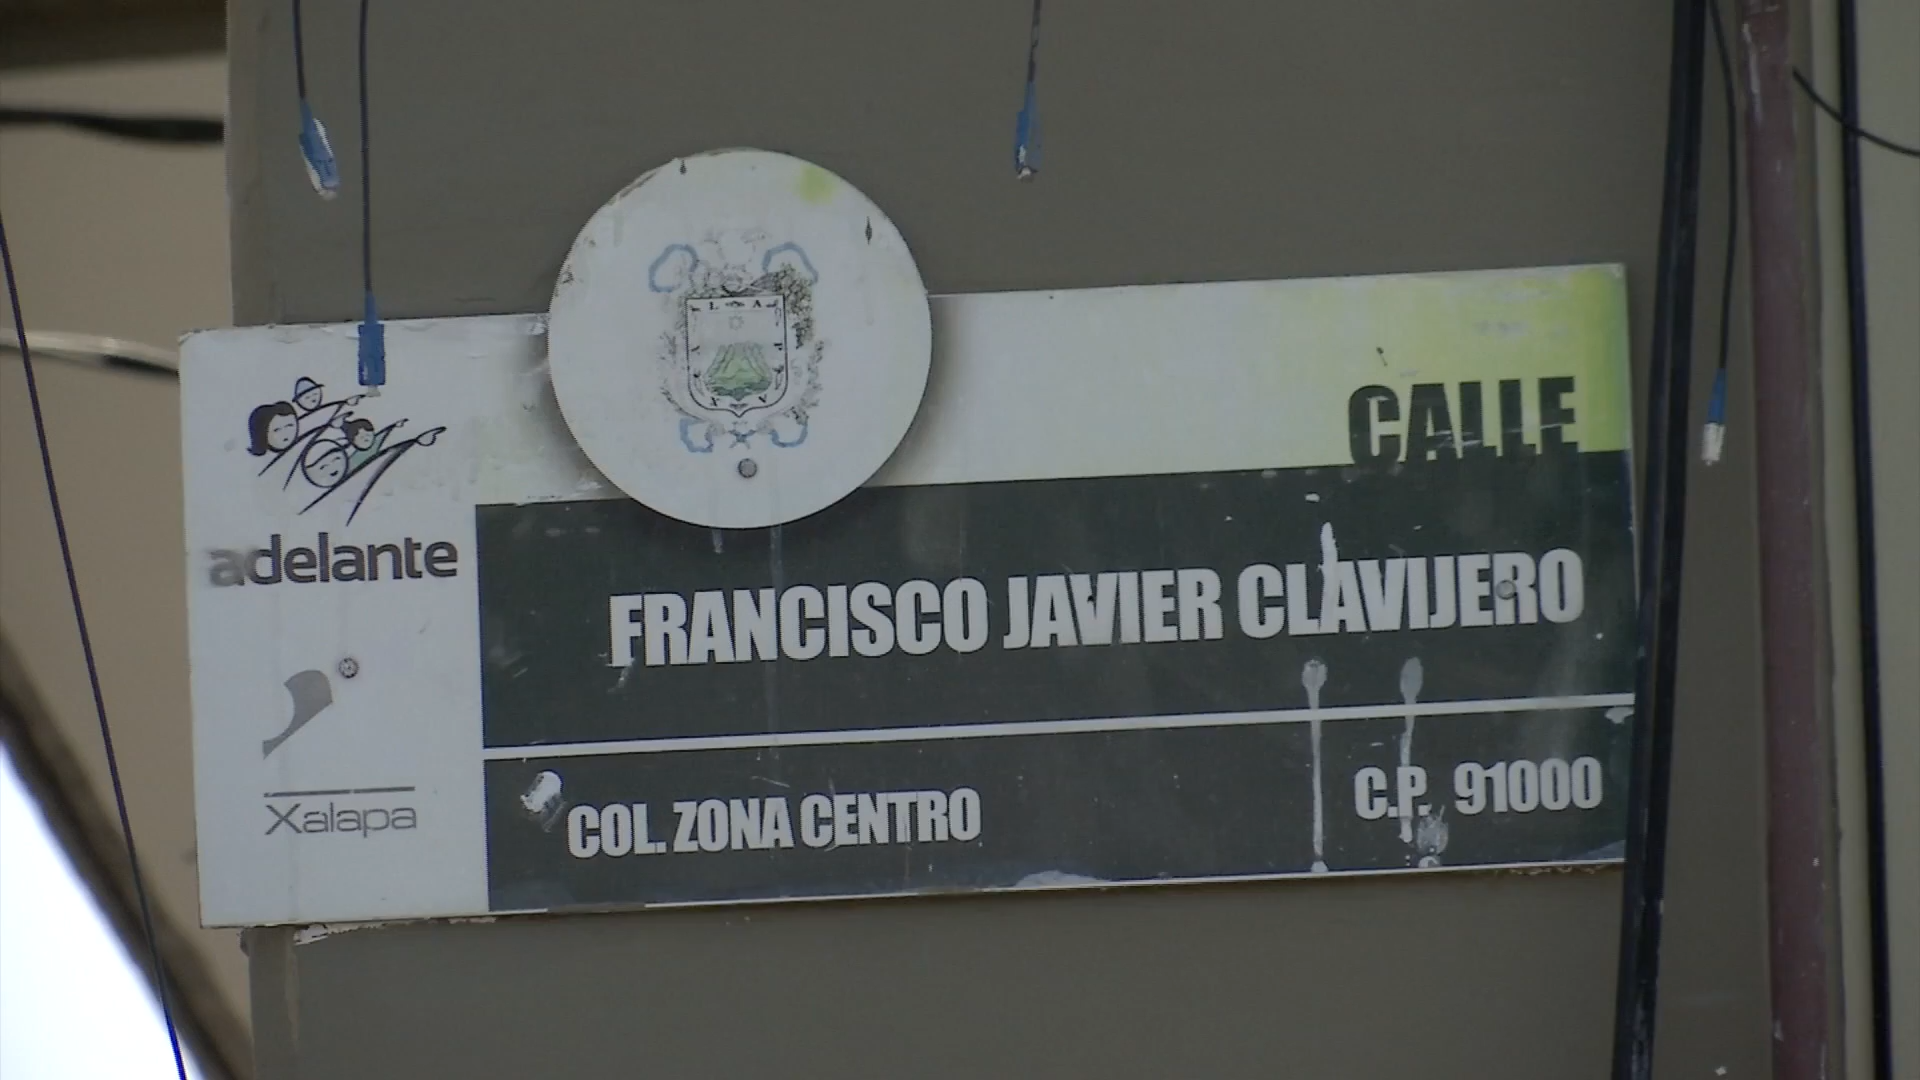 CALLE
adelante
FRANCISCO JAVIER CLAVIJERO
Xalapa
COL. ZONA CENTRO
C.P. 91000